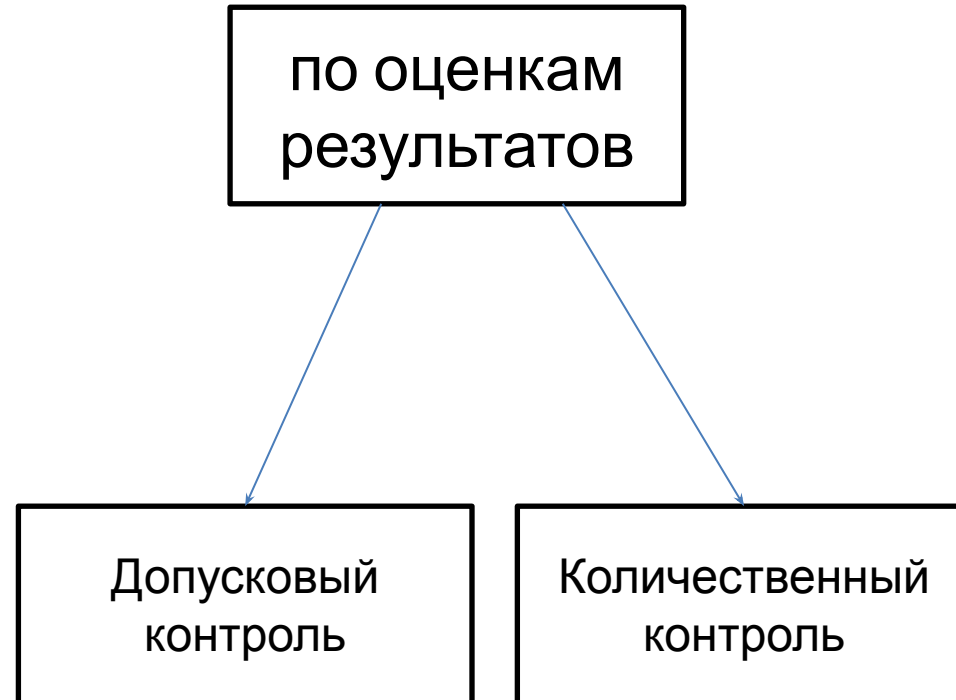 по оценкам
результатов
Допусковый
контроль
Количественный
контроль